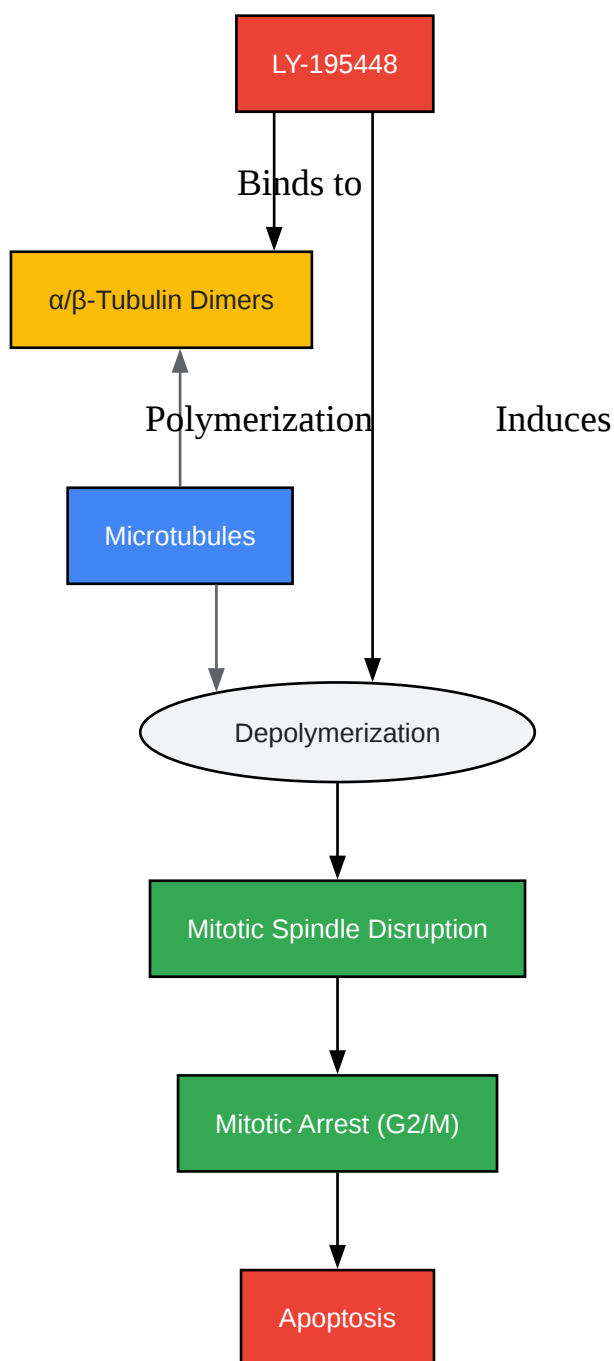 LY-195448
Binds to
α/β-Tubulin Dimers
Polymerization
Induces
Microtubules
Depolymerization
Mitotic Spindle Disruption
Mitotic Arrest (G2/M)
Apoptosis